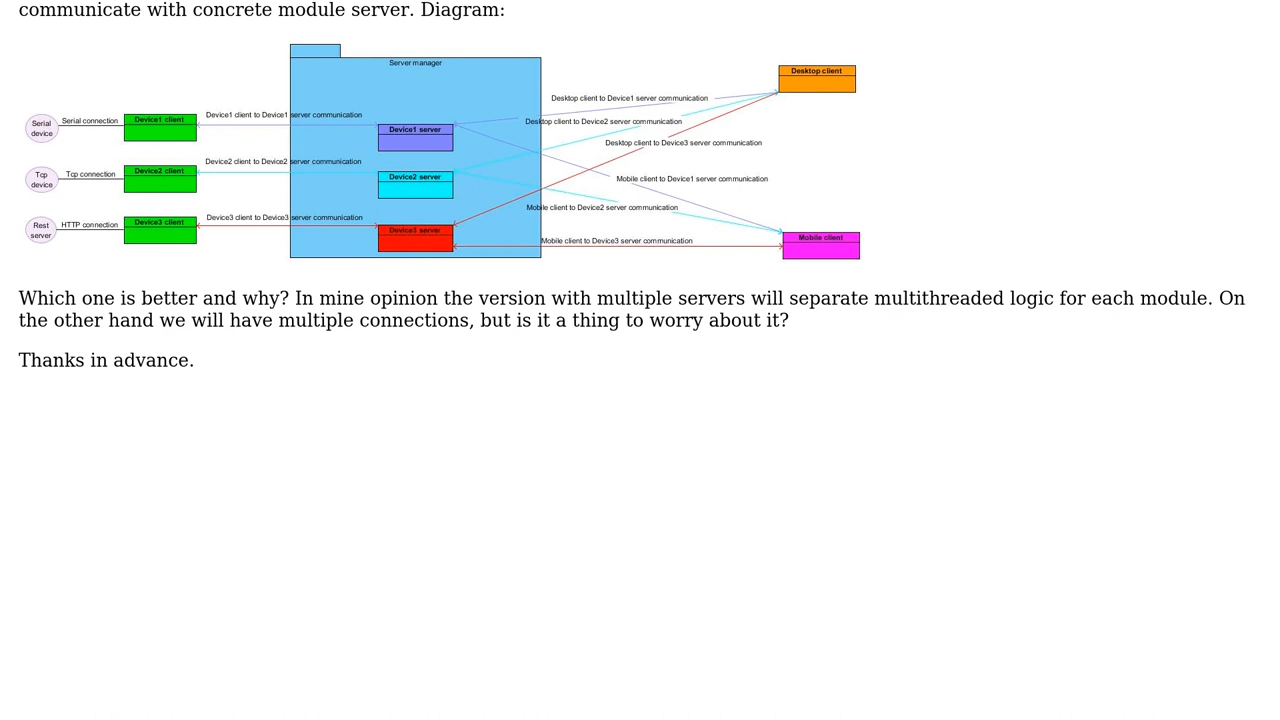 communicate with concrete module server. Diagram:
Server manager
Desktop client
Desktop client to Device1 server communication
Device1 client to Device1 server communication
Serial device
Serial connection
Device1 client
Desktop client to Device2 server communication
Device1 server
Desktop client to Device3 server communication
Device2 client to Device2 server communication
Tcp device
Tcp connection
Device2 client
Device2 server
Mobile client to Device1 server communication
Mobile client to Device2 server communication
Device3 client to Device3 server communication
Rest server
HTTP connection
Device3 client
Device3 server
Mobile client to Device3 server communication
Mobile client
Which one is better and why? In mine opinion the version with multiple servers will separate multithreaded logic for each module. On
the other hand we will have multiple connections, but is it a thing to worry about it?
Thanks in advance.